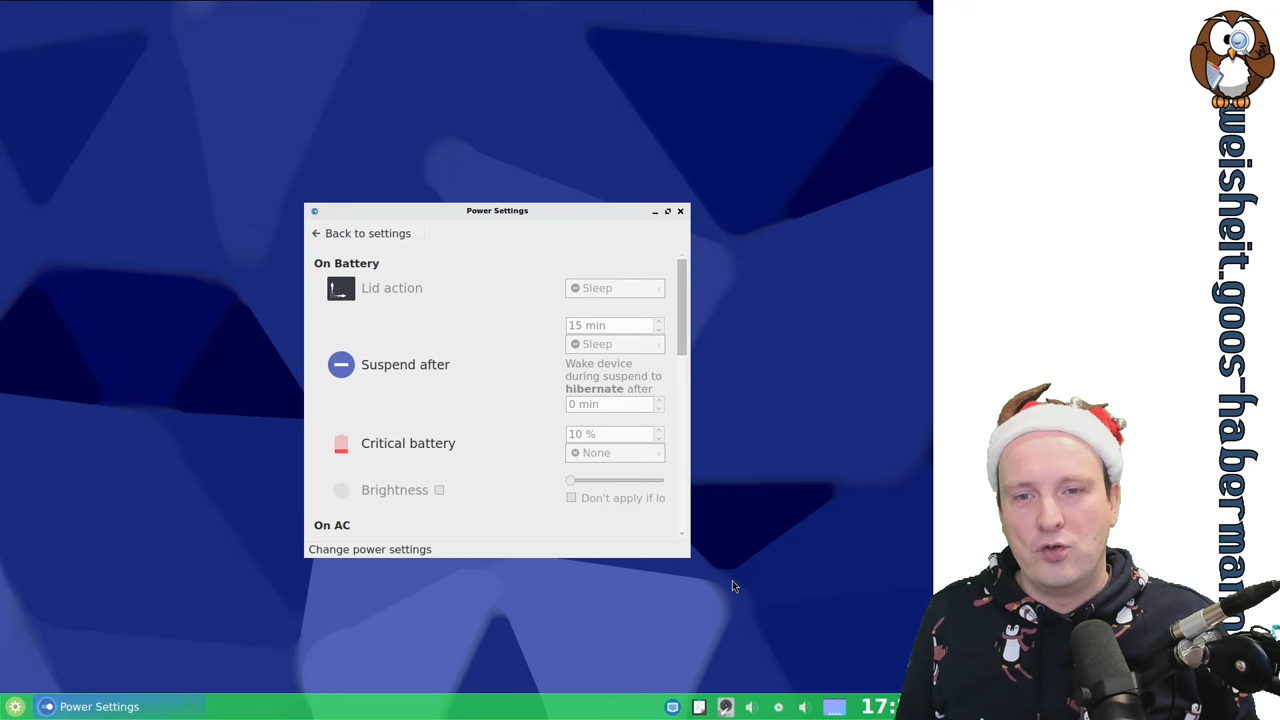 Power Settings
Back to settings
On Battery
Lid action
Sleep
15 min
Sleep
Suspend after
Wake device
during suspend to
hibernate after
0 min
Critical battery
10 %
None
Brightness
Don't apply if lo
On AC
Change power settings
Power Settings
17:
weisheit.goos-haberman